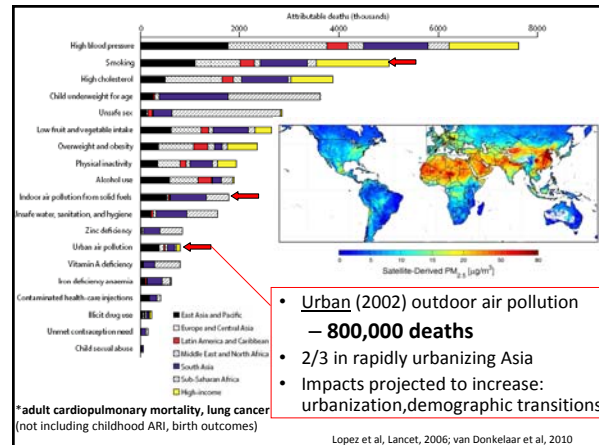 Attributable deaths (thousands)
0 2000 4000 6000 8000
High blood pressure
Smoking
High cholesterol
Child underweight for age
Unsafe sex
Low fruit and vegetable intake
Overweight and obesity
Physical inactivity
Alcohol use
Indoor air pollution from solid fuels
Unsafe water, sanitation, and hygiene
Zinc deficiency
Urban air pollution
Vitamin A deficiency
Iron deficiency anaemia
Contaminated health-care injections
Illicit drug use
Unmet contraception need
Child sexual abuse
East Asia and Pacific
Europe and Central Asia
Latin America and Caribbean
Middle East and North Africa
South Asia
Sub-Saharan Africa
High-income
Satellite-Derived PM2.5 [μg/m³]
• Urban (2002) outdoor air pollution
– 800,000 deaths
• 2/3 in rapidly urbanizing Asia
• Impacts projected to increase:
urbanization,demographic transitions
*adult cardiopulmonary mortality, lung cancer
(not including childhood ARI, birth outcomes)
Lopez et al, Lancet, 2006; van Donkelaar et al, 2010